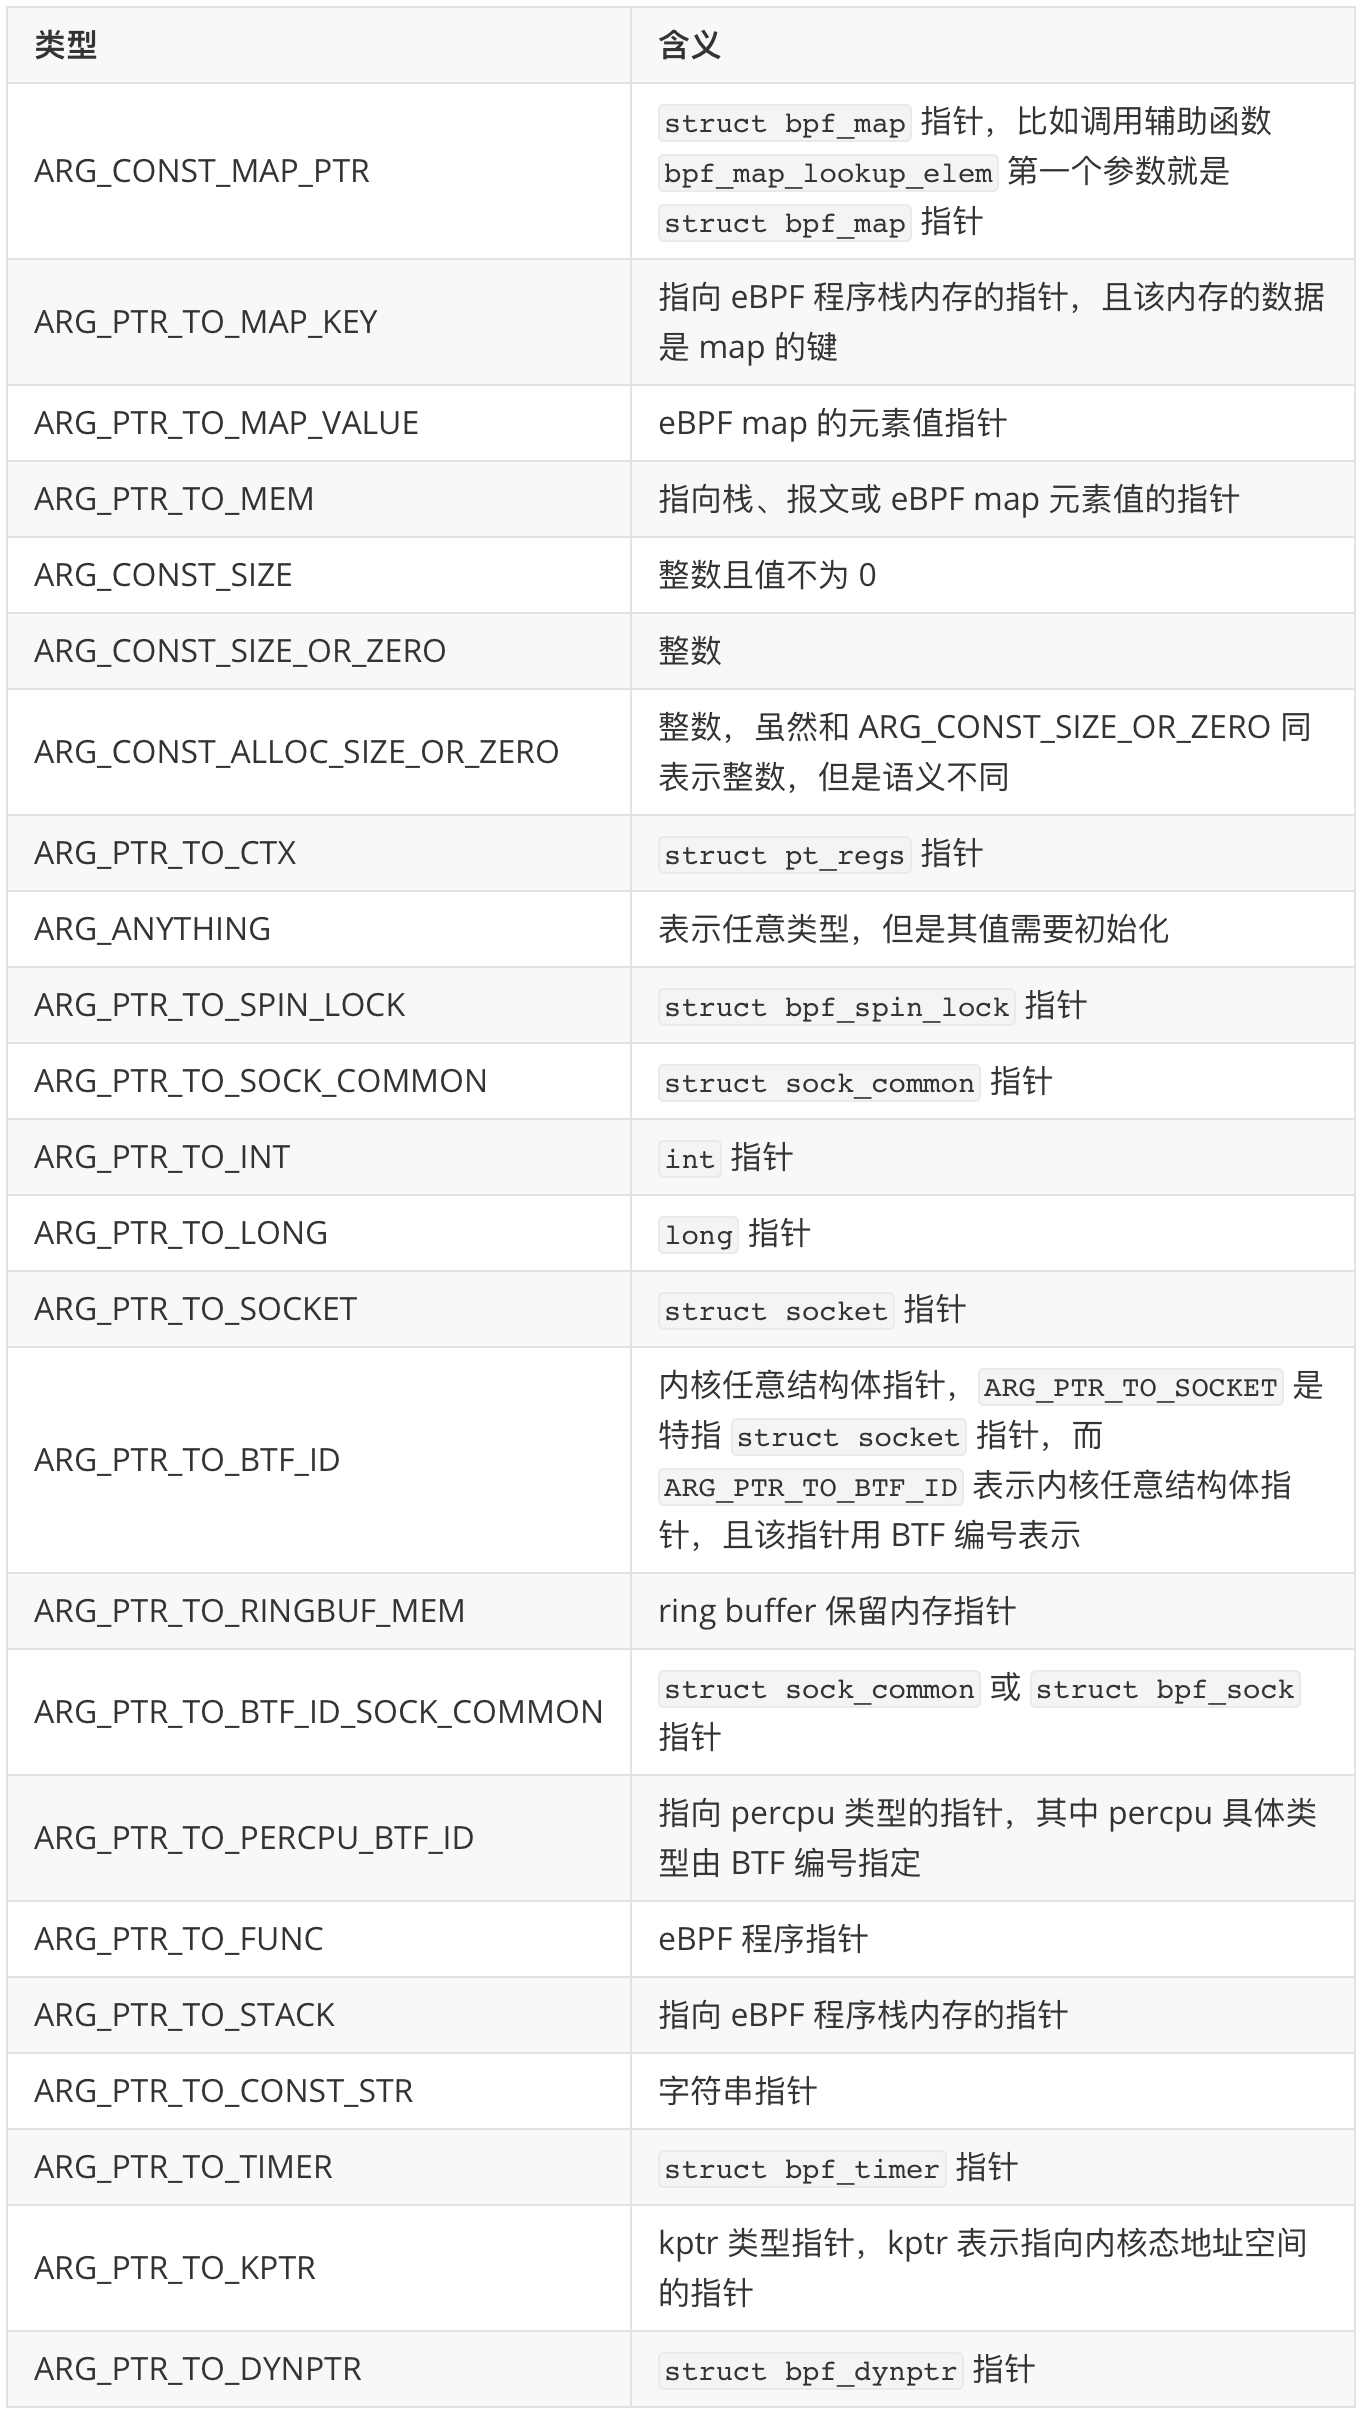 类型
含义
ARG_CONST_MAP_PTR
struct bpf_map 指针，比如调用辅助函数
bpf_map_lookup_elem 第一个参数就是
struct bpf_map 指针
ARG_PTR_TO_MAP_KEY
指向 eBPF 程序栈内存的指针，且该内存的数据
是 map 的键
ARG_PTR_TO_MAP_VALUE
eBPF map 的元素值指针
ARG_PTR_TO_MEM
指向栈、报文或 eBPF map 元素值的指针
ARG_CONST_SIZE
整数且值不为 0
ARG_CONST_SIZE_OR_ZERO
整数
ARG_CONST_ALLOC_SIZE_OR_ZERO
整数，虽然和 ARG_CONST_SIZE_OR_ZERO 同
表示整数，但是语义不同
ARG_PTR_TO_CTX
struct pt_regs 指针
ARG_ANYTHING
表示任意类型，但是其值需要初始化
ARG_PTR_TO_SPIN_LOCK
struct bpf_spin_lock 指针
ARG_PTR_TO_SOCK_COMMON
struct sock_common 指针
ARG_PTR_TO_INT
int 指针
ARG_PTR_TO_LONG
long 指针
ARG_PTR_TO_SOCKET
struct socket 指针
ARG_PTR_TO_BTF_ID
内核任意结构体指针，ARG_PTR_TO_SOCKET 是
特指 struct socket 指针，而
ARG_PTR_TO_BTF_ID 表示内核任意结构体指
针，且该指针用 BTF 编号表示
ARG_PTR_TO_RINGBUF_MEM
ring buffer 保留内存指针
ARG_PTR_TO_BTF_ID_SOCK_COMMON
struct sock_common 或 struct bpf_sock
指针
ARG_PTR_TO_PERCPU_BTF_ID
指向 percpu 类型的指针，其中 percpu 具体类
型由 BTF 编号指定
ARG_PTR_TO_FUNC
eBPF 程序指针
ARG_PTR_TO_STACK
指向 eBPF 程序栈内存的指针
ARG_PTR_TO_CONST_STR
字符串指针
ARG_PTR_TO_TIMER
struct bpf_timer 指针
ARG_PTR_TO_KPTR
kptr 类型指针，kptr 表示指向内核态地址空间
的指针
ARG_PTR_TO_DYNPTR
struct bpf_dynptr 指针